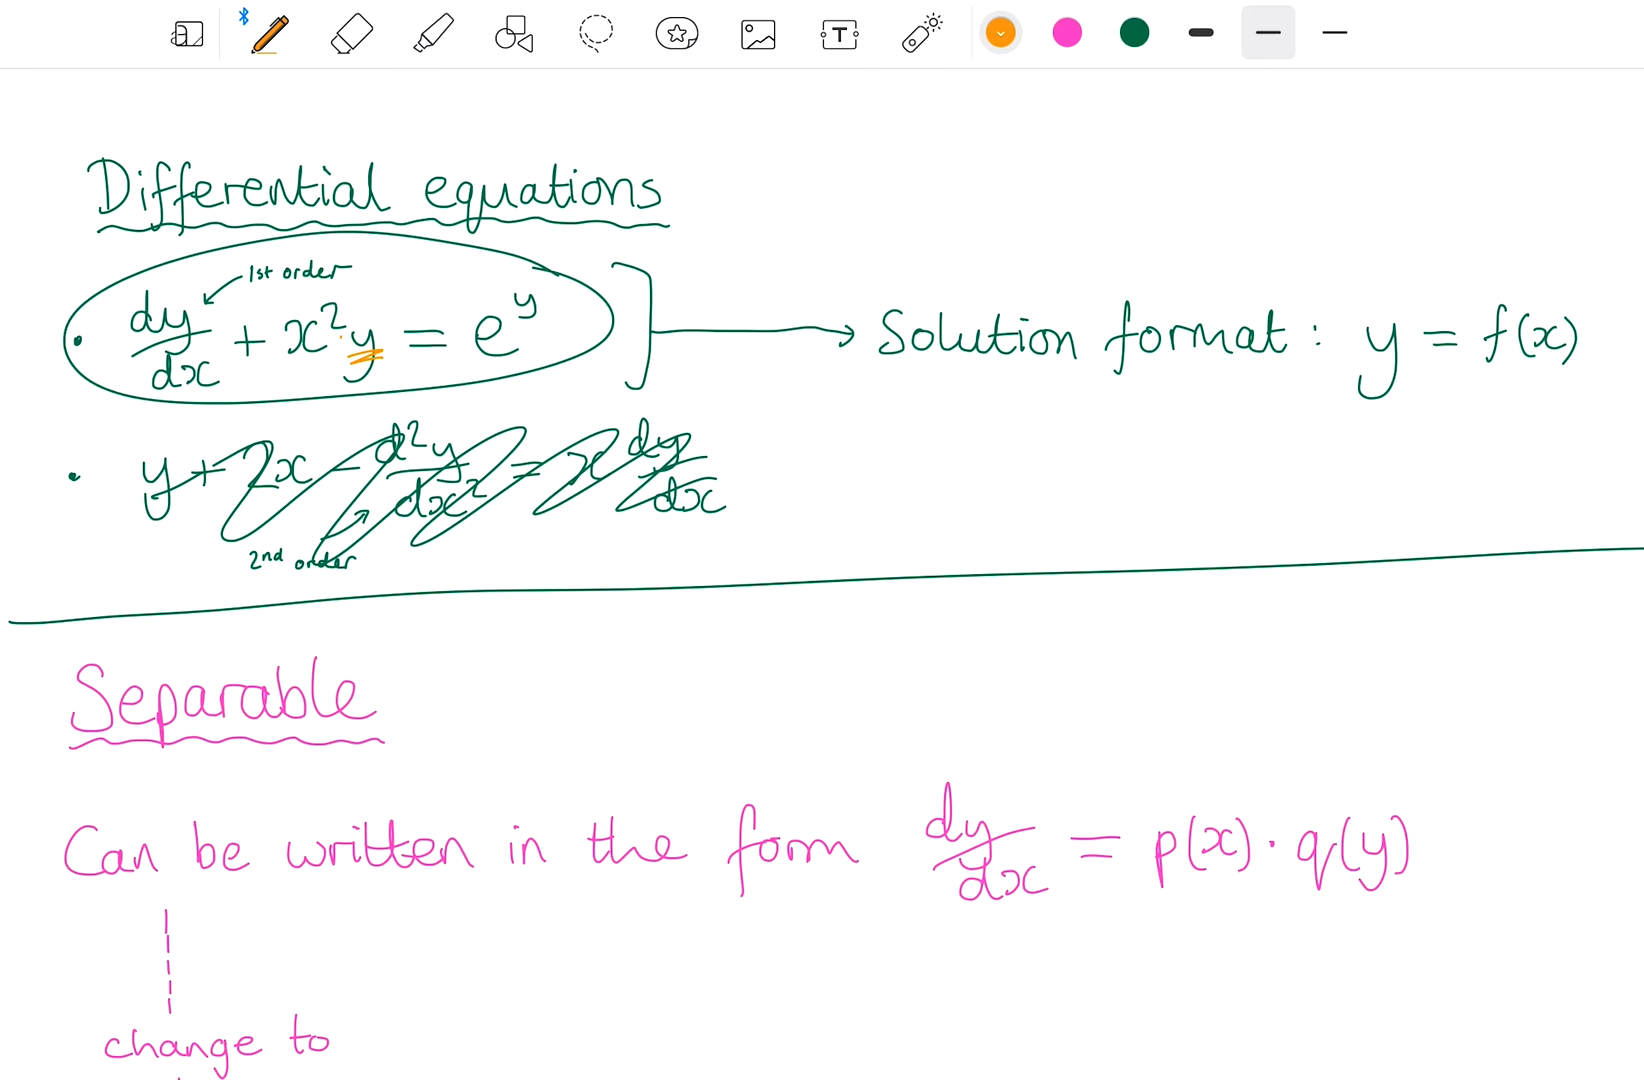 Differential equations
1st order
• dy/dx + x²·y = e^y
Solution format: y = f(x)
• y + 2x - d²y/dx² = x dy/dx
2nd order
Separable
Can be written in the form dy/dx = p(x)·q(y)
change to